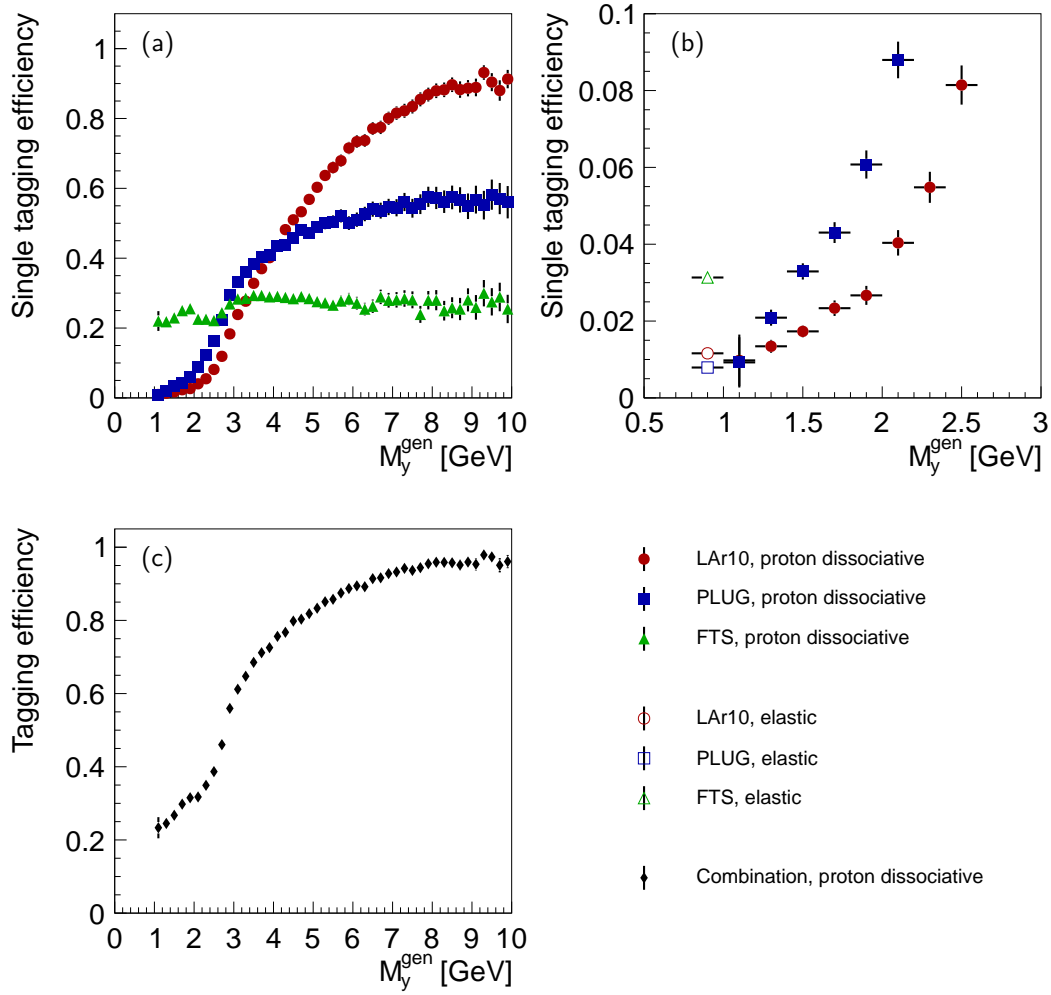 (a)
Single tagging efficiency
1
0.8
0.6
0.4
0.2
0
0 1 2 3 4 5 6 7 8 9 10
M_y^gen [GeV]
(b)
Single tagging efficiency
0.1
0.08
0.06
0.04
0.02
0
0.5 1 1.5 2 2.5 3
M_y^gen [GeV]
(c)
Tagging efficiency
1
0.8
0.6
0.4
0.2
0
0 1 2 3 4 5 6 7 8 9 10
M_y^gen [GeV]
LAr10, proton dissociative
PLUG, proton dissociative
FTS, proton dissociative
LAr10, elastic
PLUG, elastic
FTS, elastic
Combination, proton dissociative